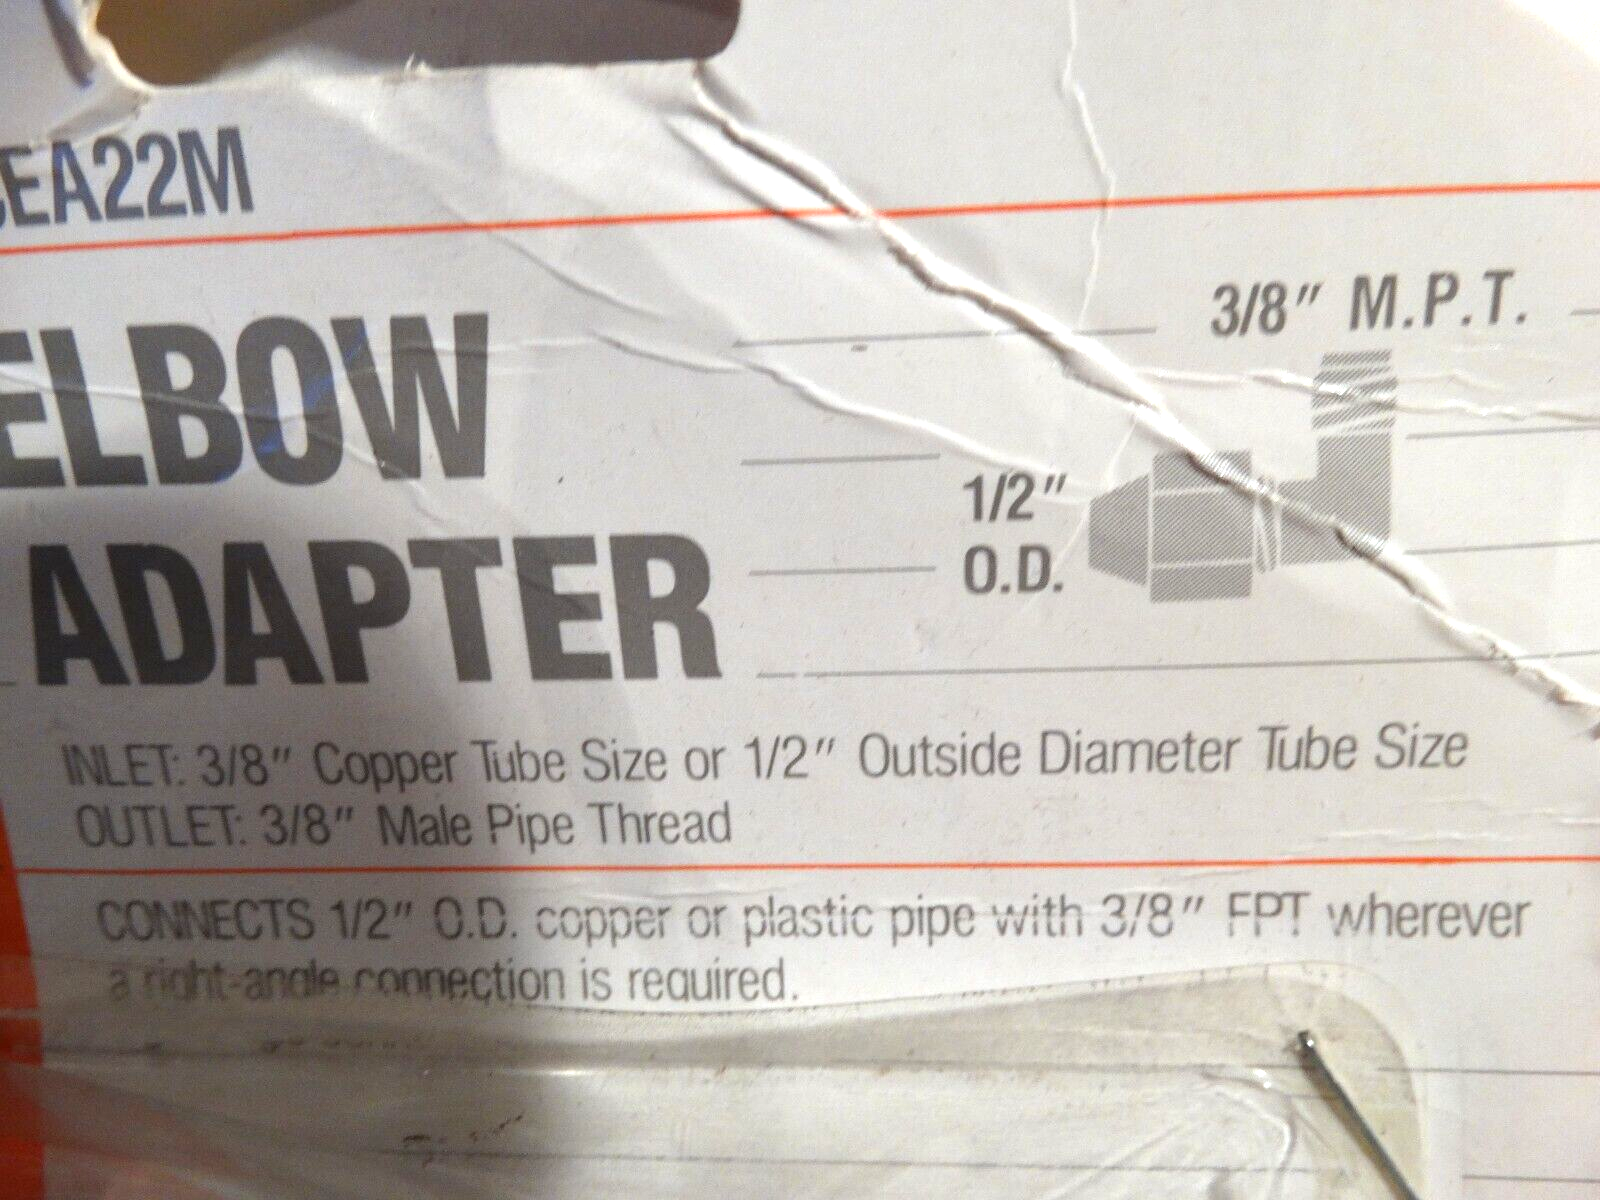 EA22M
ELBOW
ADAPTER
3/8" M.P.T.
1/2"
O.D.
INLET: 3/8" Copper Tube Size or 1/2" Outside Diameter Tube Size
OUTLET: 3/8" Male Pipe Thread
CONNECTS 1/2" O.D. copper or plastic pipe with 3/8" FPT wherever
a right-angle connection is required.